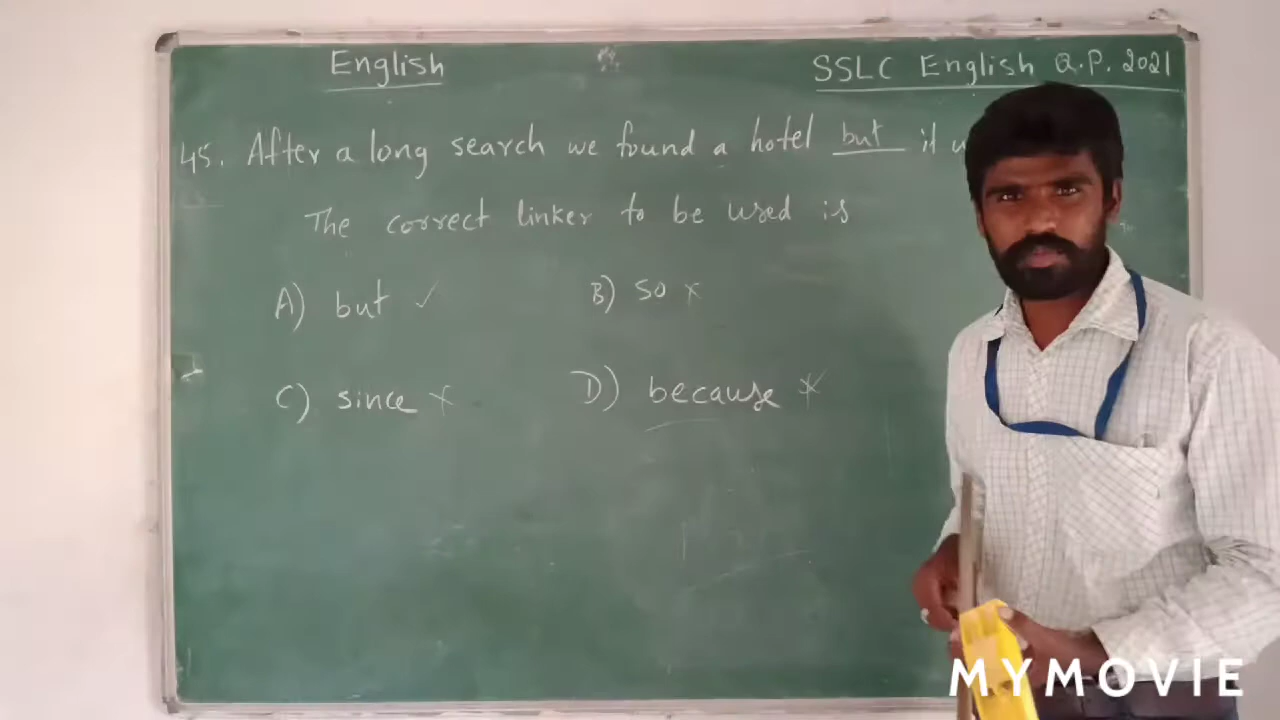 English
SSLC English Q.P. 2021
45. After a long search we found a hotel but it
The correct linker to be used is
A) but ✓
B) so ×
C) since ×
D) because ×
MYMOVIE